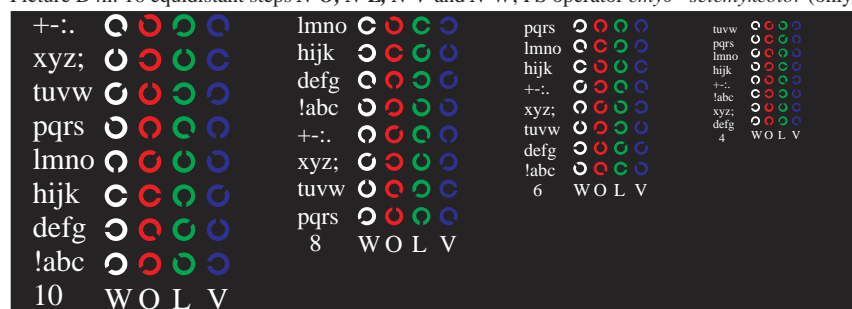 +-:.
xyz;
tuvw
pqrs
lmno
hijk
defg
!abc
10 W O L V
lmno
hijk
defg
!abc
+-:.
xyz;
tuvw
pqrs
8 W O L V
pqrs
lmno
hijk
+-:.
xyz;
tuvw
defg
!abc
6 W O L V
tuvw
pqrs
lmno
hijk
+-:.
!abc
xyz;
defg
4 W O L V